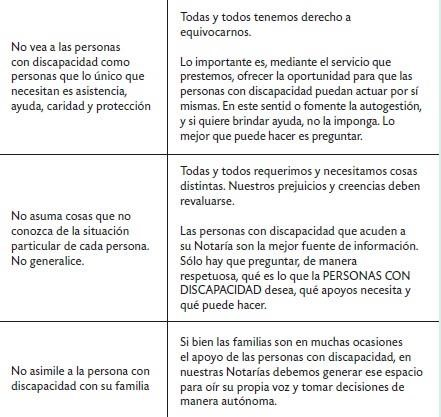 No vea a las personas
con discapacidad como
personas que lo único que
necesitan es asistencia,
ayuda, caridad y protección
Todas y todos tenemos derecho a
equivocarnos.
Lo importante es, mediante el servicio que
prestemos, ofrecer la oportunidad para que las
personas con discapacidad puedan actuar por sí
mismas. En este sentid o fomente la autogestión,
y si quiere brindar ayuda, no la imponga. Lo
mejor que puede hacer es preguntar.
No asuma cosas que no
conozca de la situación
particular de cada persona.
No generalice.
Todas y todos requerimos y necesitamos cosas
distintas. Nuestros prejuicios y creencias deben
revaluarse.
Las personas con discapacidad que acuden a
su Notaría son la mejor fuente de información.
Sólo hay que preguntar, de manera
respetuosa, qué es lo que la PERSONAS CON
DISCAPACIDAD desea, qué apoyos necesita y
qué puede hacer.
No asimile a la persona con
discapacidad con su familia
Si bien las familias son en muchas ocasiones
el apoyo de las personas con discapacidad, en
nuestras Notarías debemos generar ese espacio
para oír su propia voz y tomar decisiones de
manera autónoma.